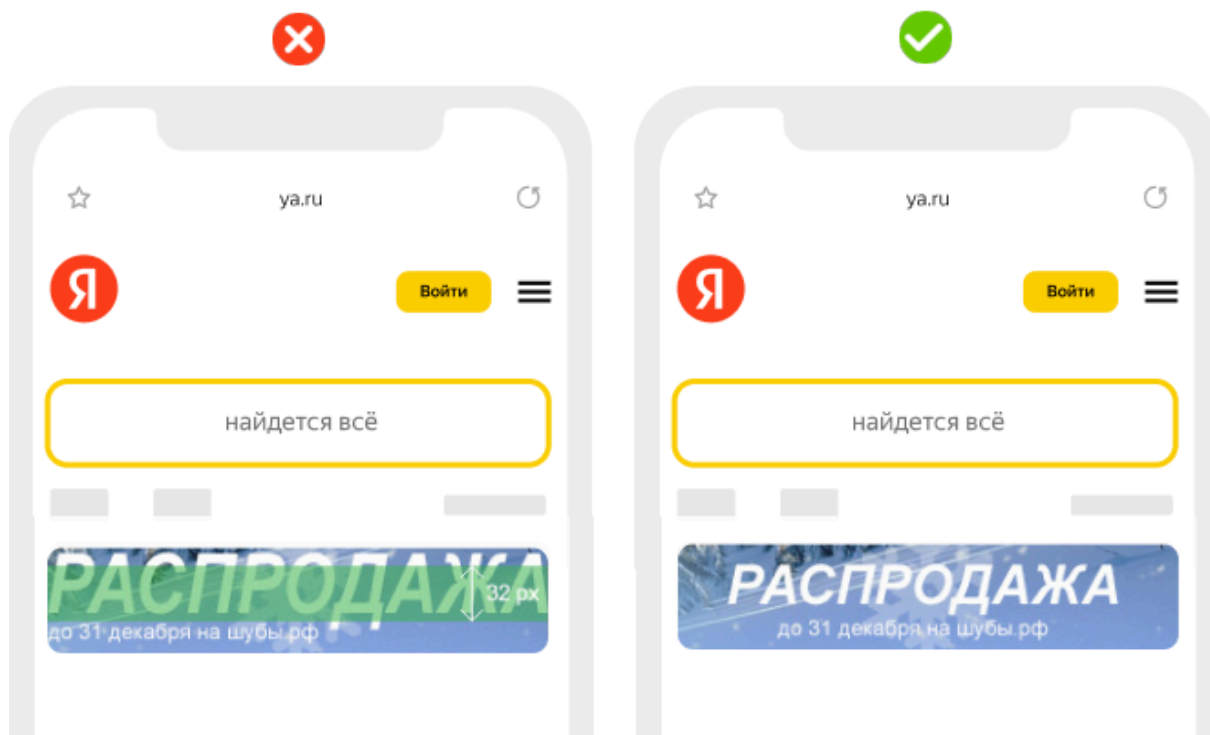 ya.ru
Я
Войти
найдется всё
РАСПРОДАЖА
32 px
до 31 декабря на шубы.рф
ya.ru
Я
Войти
найдется всё
РАСПРОДАЖА
до 31 декабря на шубы.рф